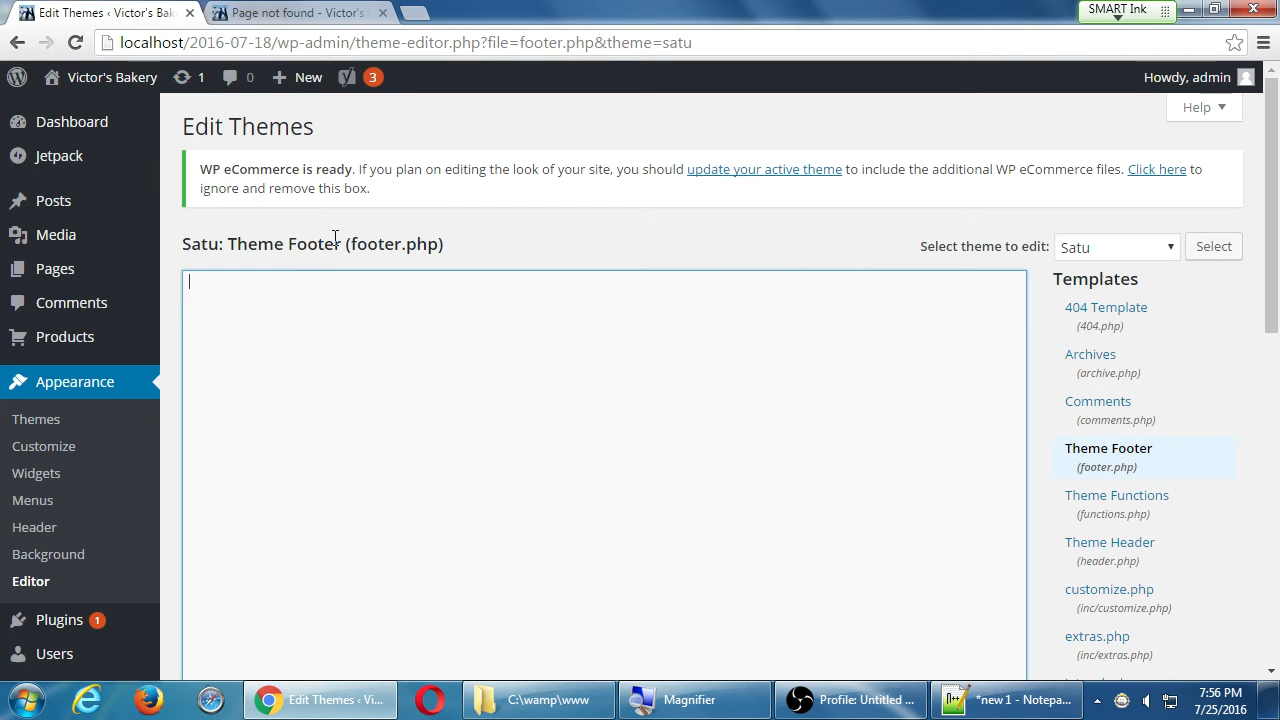 Edit Themes ‹ Victor's Bak
Page not found - Victor's
SMART Ink
localhost/2016-07-18/wp-admin/theme-editor.php?file=footer.php&theme=satu
Victor's Bakery 1 0 New 3 Howdy, admin
Help
Edit Themes
WP eCommerce is ready. If you plan on editing the look of your site, you should update your active theme to include the additional WP eCommerce files. Click here to
ignore and remove this box.
Satu: Theme Footer (footer.php)
Select theme to edit: Satu Select
Dashboard
Jetpack
Posts
Media
Pages
Comments
Products
Appearance
Themes
Customize
Widgets
Menus
Header
Background
Editor
Plugins 1
Users
Templates
404 Template
(404.php)
Archives
(archive.php)
Comments
(comments.php)
Theme Footer
(footer.php)
Theme Functions
(functions.php)
Theme Header
(header.php)
customize.php
(inc/customize.php)
extras.php
(inc/extras.php)
Edit Themes ‹ Vi...
C:\wamp\www
Magnifier
Profile: Untitled ...
*new 1 - Notepa...
7:56 PM
7/25/2016